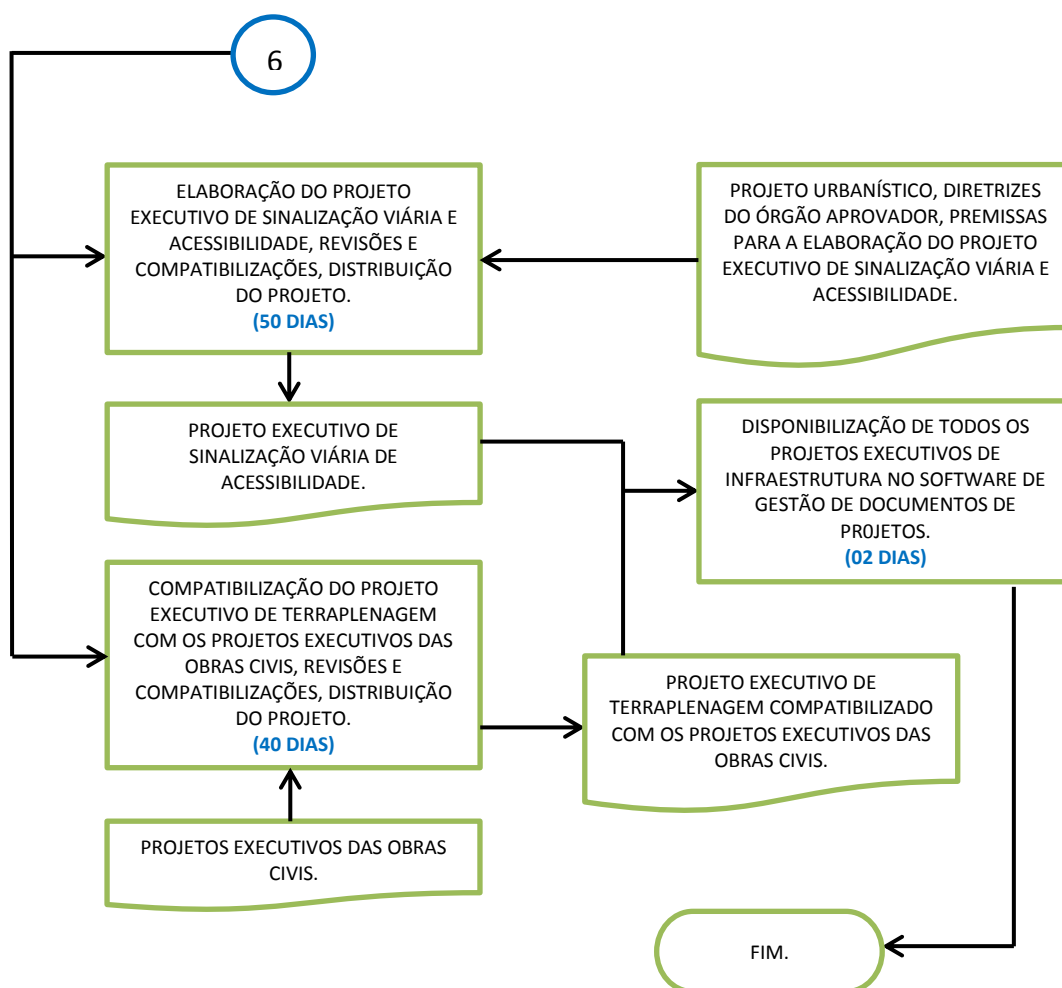 6
ELABORAÇÃO DO PROJETO
EXECUTIVO DE SINALIZAÇÃO VIÁRIA E
ACESSIBILIDADE, REVISÕES E
COMPATIBILIZAÇÕES, DISTRIBUIÇÃO
DO PROJETO.
(50 DIAS)
PROJETO URBANÍSTICO, DIRETRIZES
DO ÓRGÃO APROVADOR, PREMISSAS
PARA A ELABORAÇÃO DO PROJETO
EXECUTIVO DE SINALIZAÇÃO VIÁRIA E
ACESSIBILIDADE.
PROJETO EXECUTIVO DE
SINALIZAÇÃO VIÁRIA DE
ACESSIBILIDADE.
DISPONIBILIZAÇÃO DE TODOS OS
PROJETOS EXECUTIVOS DE
INFRAESTRUTURA NO SOFTWARE DE
GESTÃO DE DOCUMENTOS DE
PR0JETOS.
(02 DIAS)
COMPATIBILIZAÇÃO DO PROJETO
EXECUTIVO DE TERRAPLENAGEM
COM OS PROJETOS EXECUTIVOS DAS
OBRAS CIVIS, REVISÕES E
COMPATIBILIZAÇÕES, DISTRIBUIÇÃO
DO PROJETO.
(40 DIAS)
PROJETO EXECUTIVO DE
TERRAPLENAGEM COMPATIBILIZADO
COM OS PROJETOS EXECUTIVOS DAS
OBRAS CIVIS.
PROJETOS EXECUTIVOS DAS OBRAS
CIVIS.
FIM.